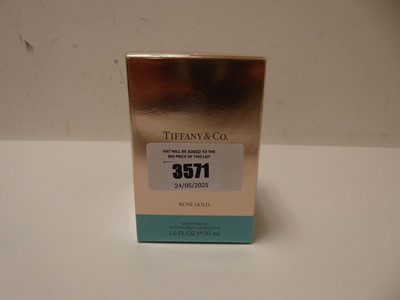 TIFFANY & CO.
VAT WILL BE ADDED TO THE
BID PRICE OF THIS LOT
3571
24/05/2025
ROSE GOLD
1.6 FL OZ e 50 ml